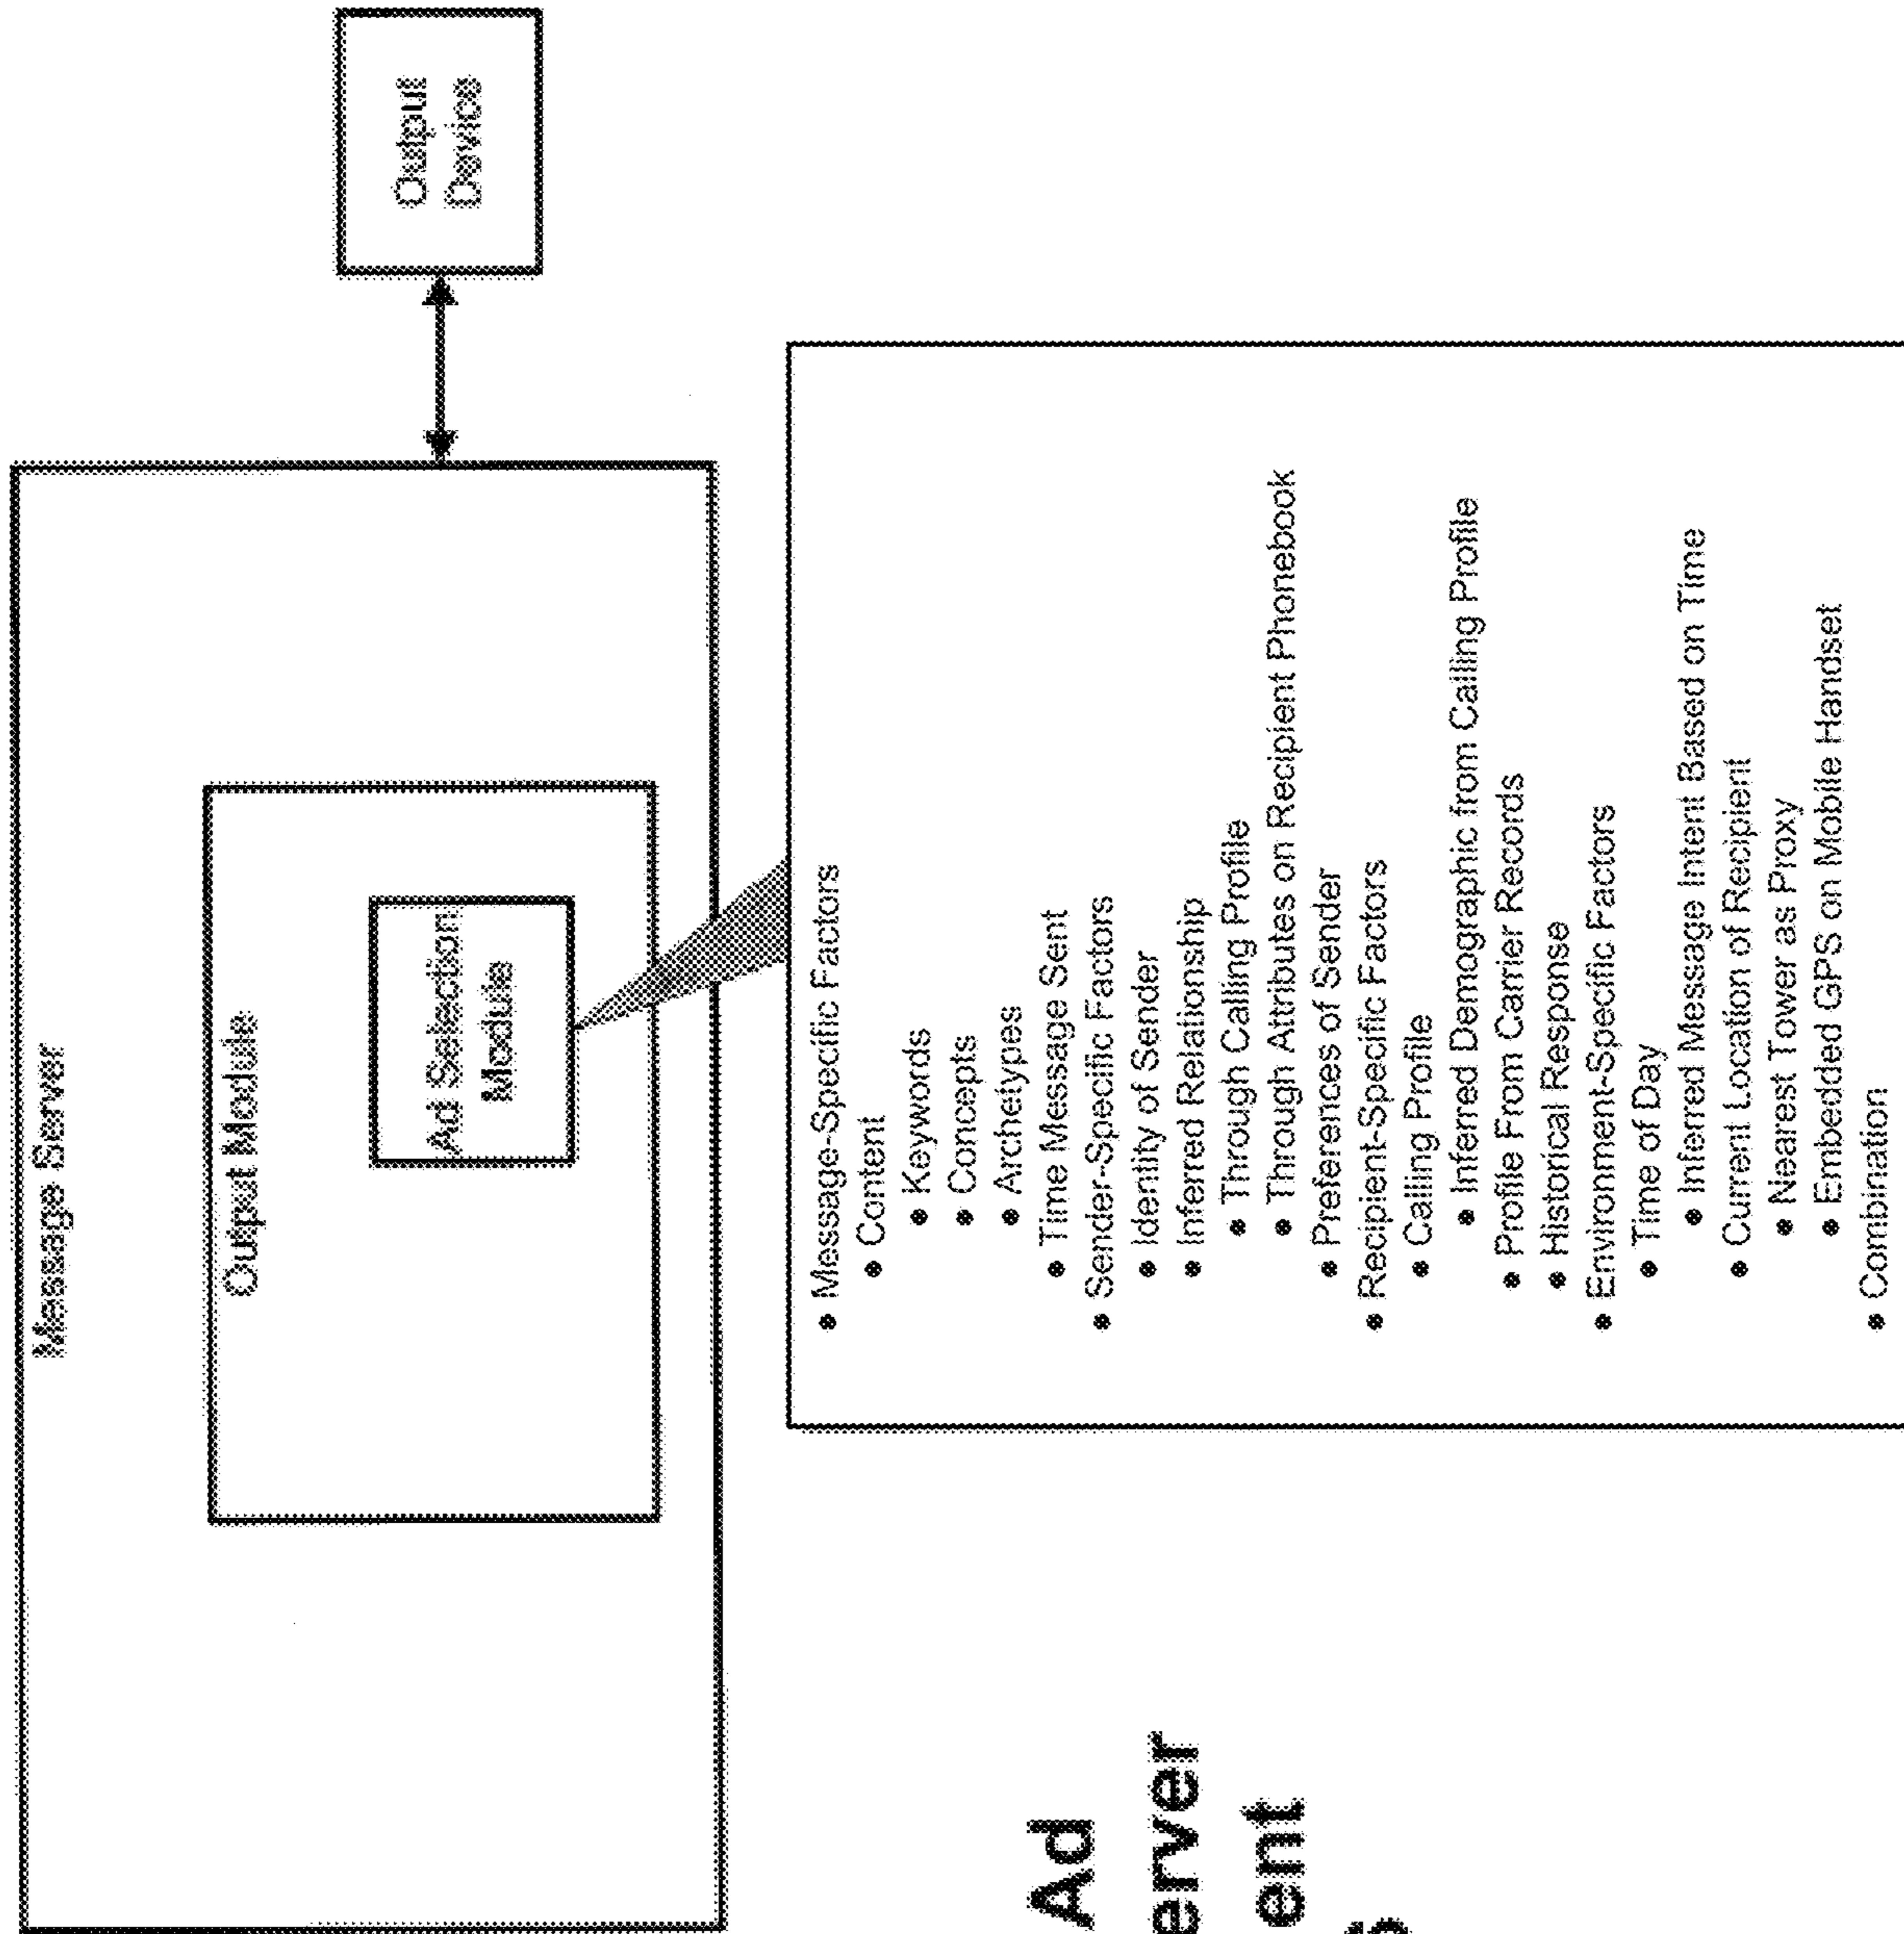 Message Server
Output Module
Ad Selection
Module
Output
Device
• Message-Specific Factors
• Content
• Keywords
• Concepts
• Archetypes
• Time Message Sent
• Sender-Specific Factors
• Identity of Sender
• Inferred Relationship
• Through Calling Profile
• Through Attributes on Recipient Phonebook
• Preferences of Sender
• Recipient-Specific Factors
• Calling Profile
• Inferred Demographic from Calling Profile
• Profile From Carrier Records
• Historical Response
• Environment-Specific Factors
• Time of Day
• Inferred Message Intent Based on Time
• Current Location of Recipient
• Nearest Tower as Proxy
• Embedded GPS on Mobile Handset
• Combination
Ad
erver
ent